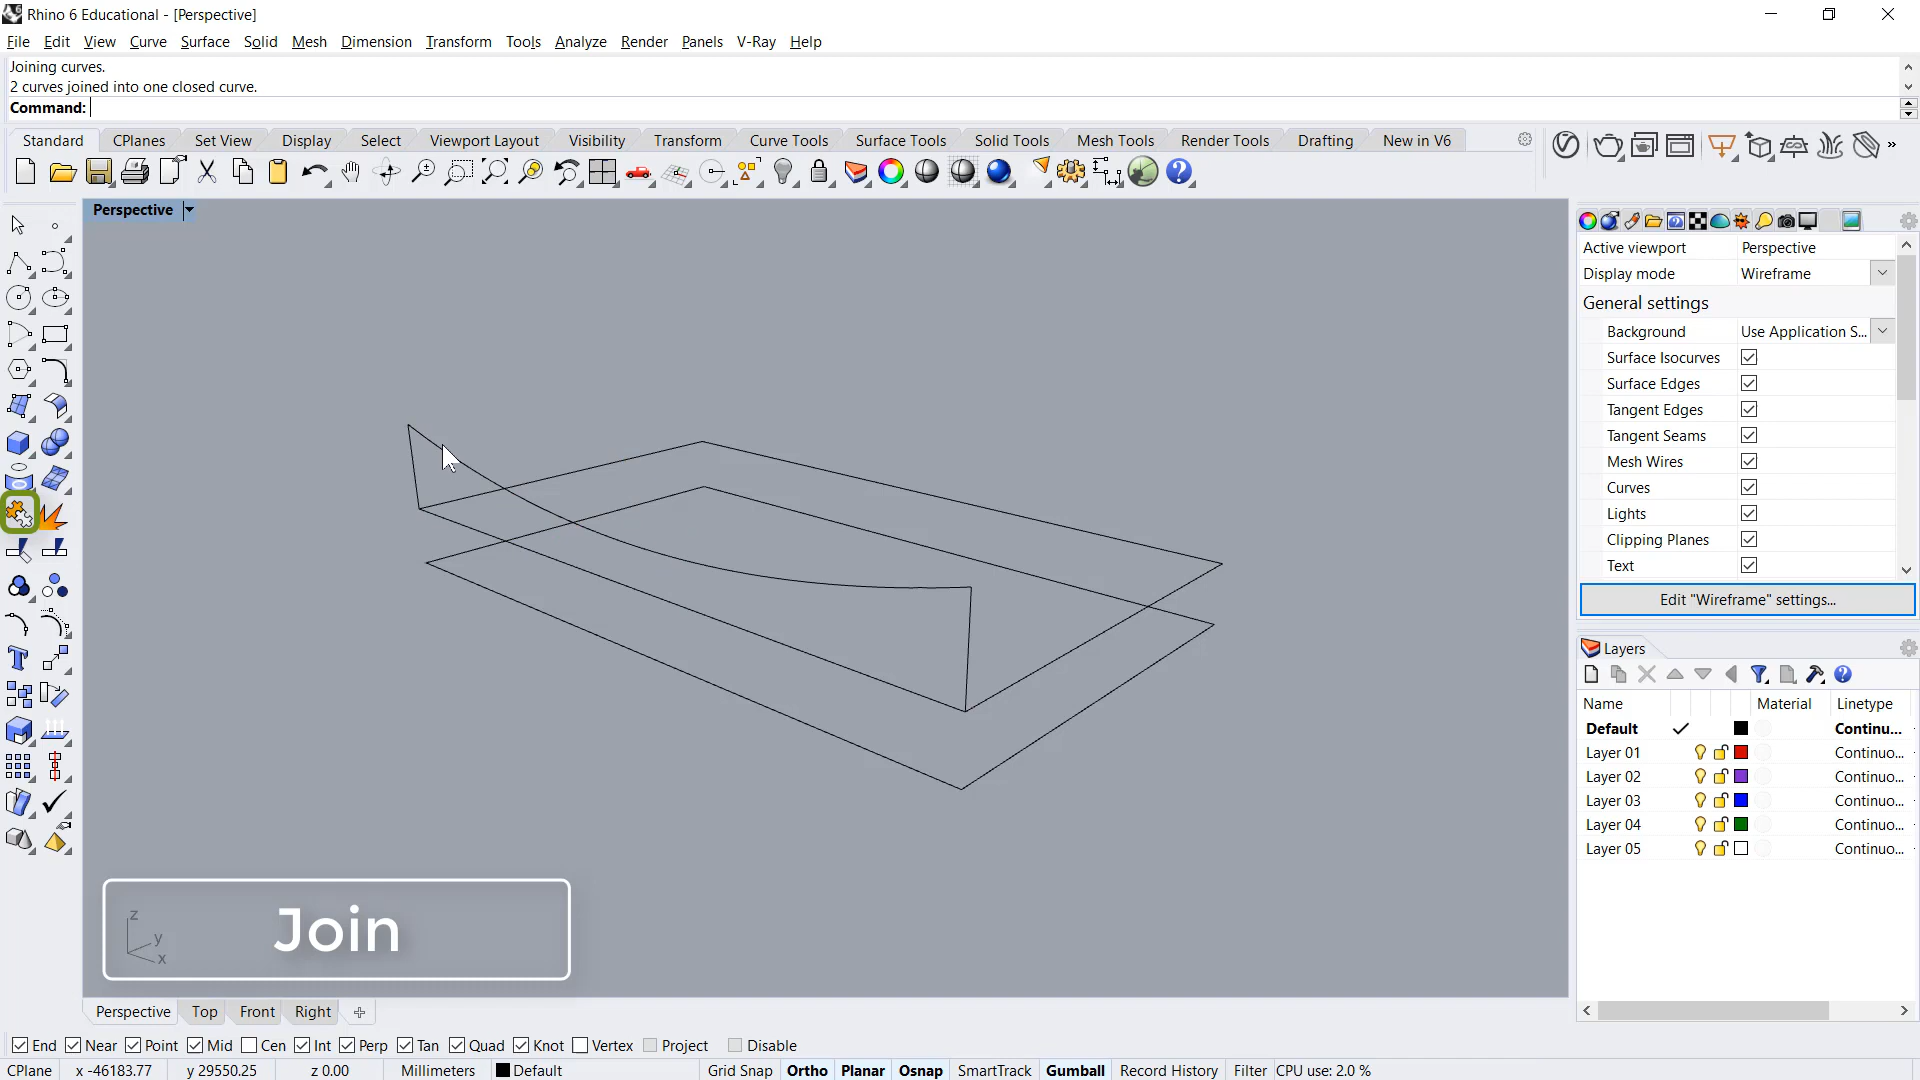 Rhino 6 Educational - [Perspective]
File Edit View Curve Surface Solid Mesh Dimension Transform Tools Analyze Render Panels V-Ray Help
Joining curves.
2 curves joined into one closed curve.
Command:
Standard CPlanes Set View Display Select Viewport Layout Visibility Transform Curve Tools Surface Tools Solid Tools Mesh Tools Render Tools Drafting New in V6
Perspective
Active viewport Perspective
Display mode Wireframe
General settings
Background Use Application S...
Surface Isocurves
Surface Edges
Tangent Edges
Tangent Seams
Mesh Wires
Curves
Lights
Clipping Planes
Text
Edit "Wireframe" settings...
Layers
Name Material Linetype
Default Continu...
Layer 01 Continuo...
Layer 02 Continuo...
Layer 03 Continuo...
Layer 04 Continuo...
Layer 05 Continuo...
z
y
x
Join
Perspective Top Front Right
End Near Point Mid Cen Int Perp Tan Quad Knot Vertex Project Disable
CPlane x -46183.77 y 29550.25 z 0.00 Millimeters Default Grid Snap Ortho Planar Osnap SmartTrack Gumball Record History Filter CPU use: 2.0 %